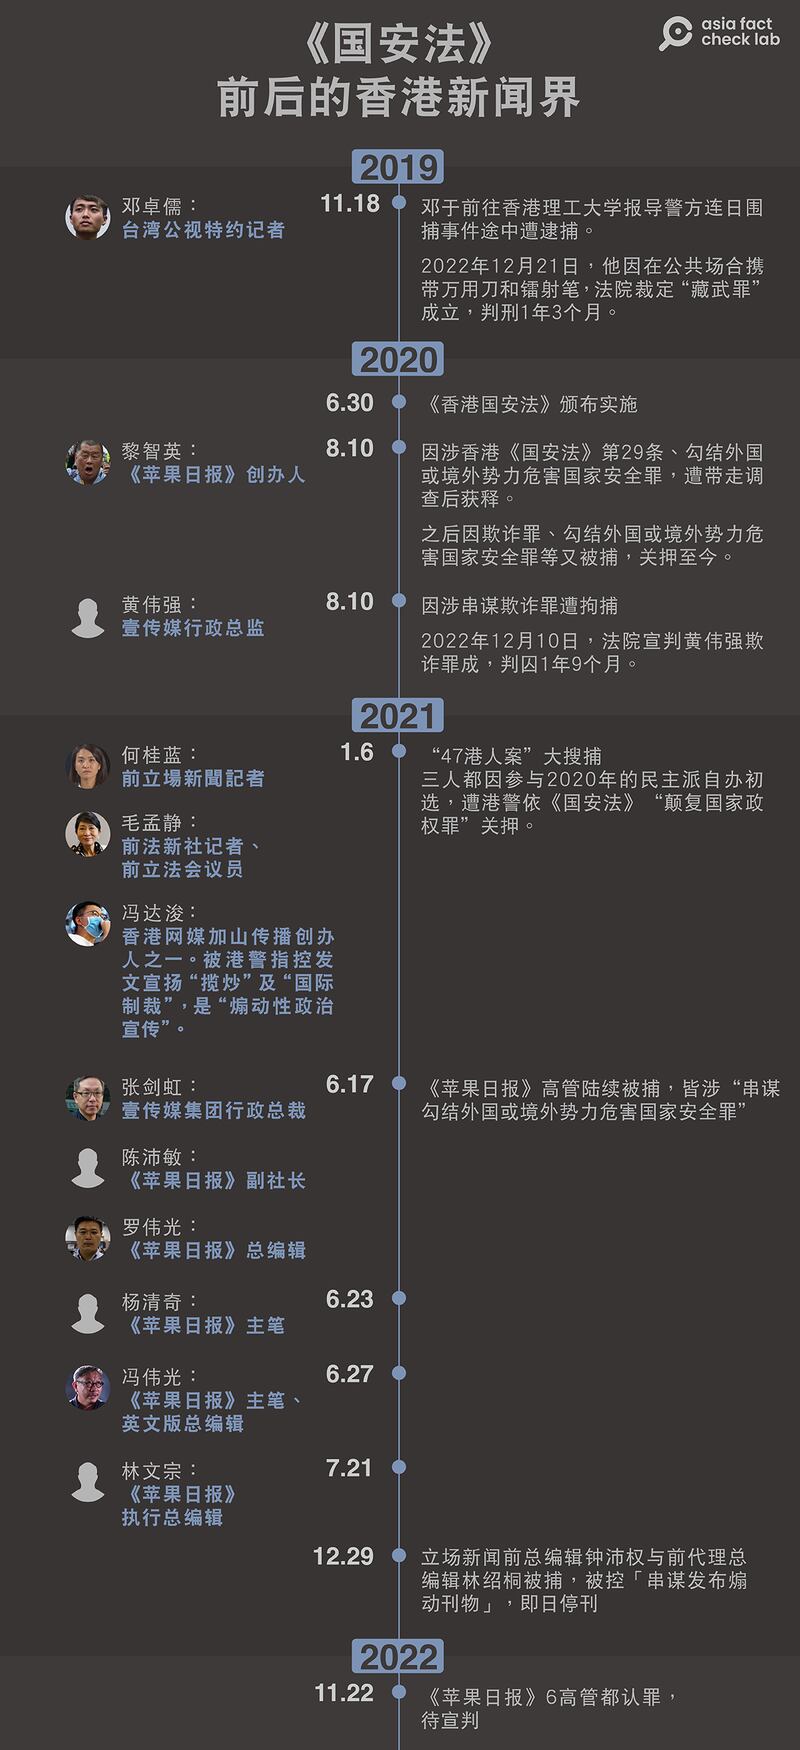 《国安法》
前后的香港新闻界
asia fact
check lab
2019
邓卓儒：
台湾公视特约记者
11.18
邓于前往香港理工大学报导警方连日围
捕事件途中遭逮捕。
2022年12月21日，他因在公共场合携
带万用刀和镭射笔，法院裁定“藏武罪”
成立，判刑1年3个月。
2020
6.30
《香港国安法》颁布实施
黎智英：
《苹果日报》创办人
8.10
因涉香港《国安法》第29条、勾结外国
或境外势力危害国家安全罪，遭带走调
查后获释。
之后因欺诈罪、勾结外国或境外势力危
害国家安全罪等又被捕，关押至今。
黄伟强：
壹传媒行政总监
8.10
因涉串谋欺诈罪遭拘捕
2022年12月10日，法院宣判黄伟强欺
诈罪成，判囚1年9个月。
2021
何桂蓝：
前立場新聞記者
1.6
“47港人案”大搜捕
三人都因参与2020年的民主派自办初
选，遭港警依《国安法》“颠复国家政
权罪”关押。
毛孟静：
前法新社记者、
前立法会议员
冯达浚：
香港网媒加山传播创办
人之一。被港警指控发
文宣扬“揽炒”及“国际
制裁”，是“煽动性政治
宣传”。
张剑虹：
壹传媒集团行政总裁
6.17
《苹果日报》高管陆续被捕，皆涉“串谋
勾结外国或境外势力危害国家安全罪”
陈沛敏：
《苹果日报》副社长
罗伟光：
《苹果日报》总编辑
杨清奇：
《苹果日报》主笔
6.23
冯伟光：
《苹果日报》主笔、
英文版总编辑
6.27
林文宗：
《苹果日报》
执行总编辑
7.21
12.29
立场新闻前总编辑钟沛权与前代理总
编辑林绍桐被捕，被控「串谋发布煽
动刊物」，即日停刊
2022
11.22
《苹果日报》6高管都认罪，
待宣判